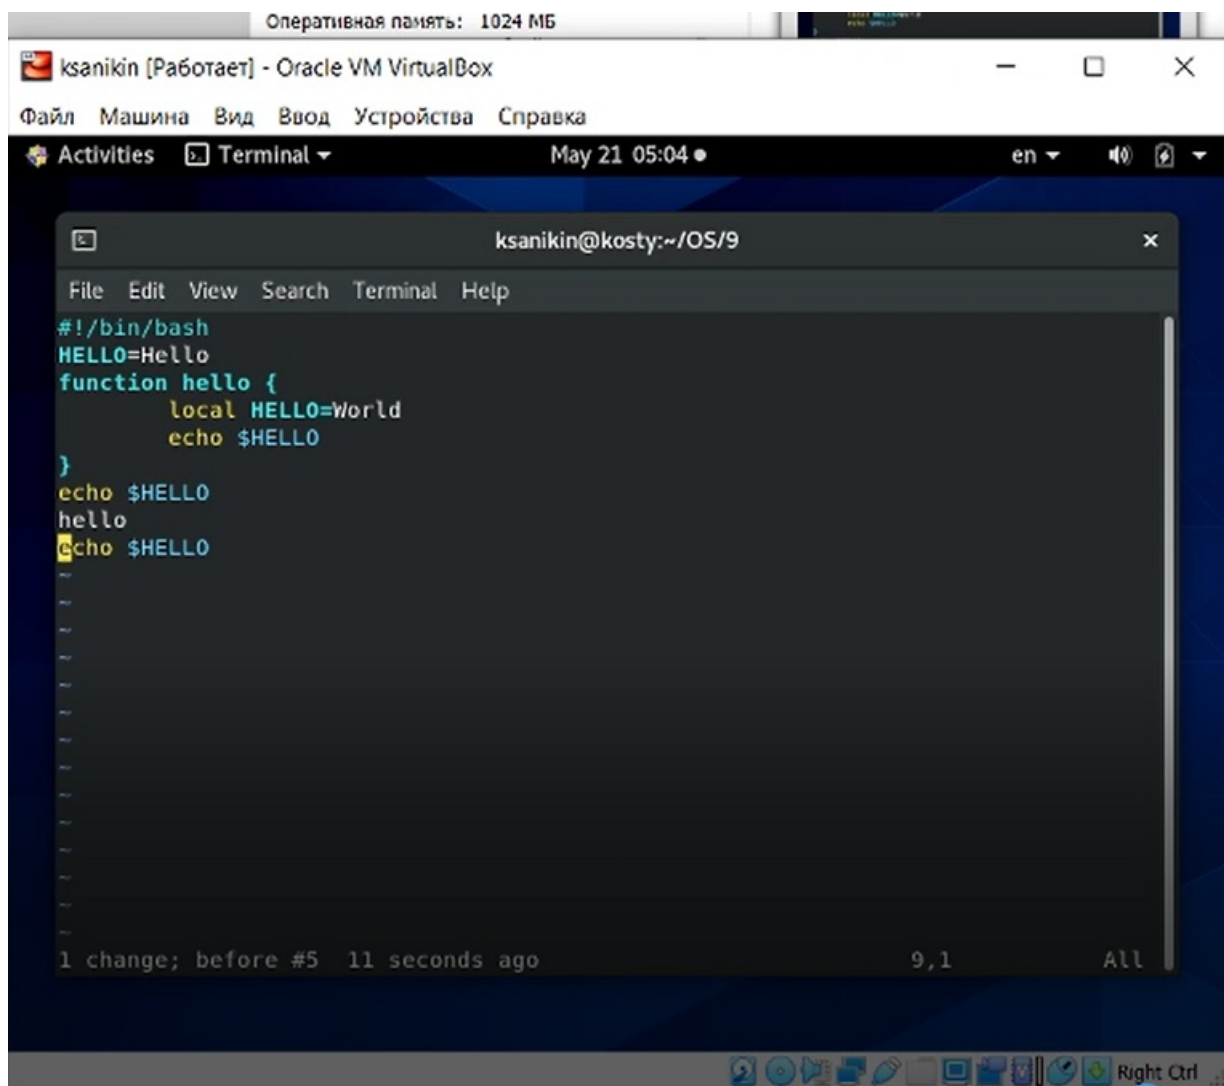 Оперативная память: 1024 МБ
ksanikin [Работает] - Oracle VM VirtualBox
Файл Машина Вид Ввод Устройства Справка
Activities Terminal May 21 05:04 en
ksanikin@kosty:~/OS/9
File Edit View Search Terminal Help
#!/bin/bash
HELLO=Hello
function hello {
        local HELLO=World
        echo $HELLO
}
echo $HELLO
hello
echo $HELLO
~
~
~
~
~
~
~
~
~
~
~
~
~
~
1 change; before #5 11 seconds ago 9,1 All
Right Ctrl